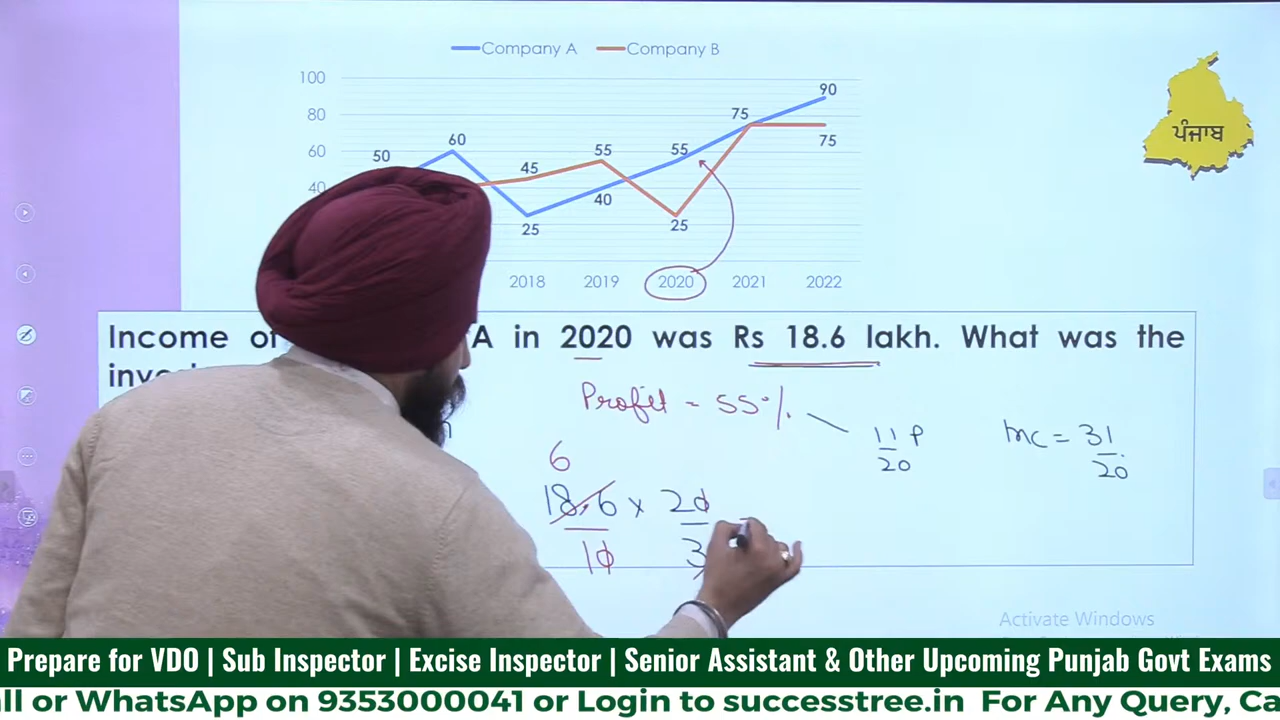 Company A Company B
100
80
60
40
50
60
45
25
55
40
55
25
75
90
75
2018 2019 2020 2021 2022
ਪੰਜਾਬ
Income of A in 2020 was Rs 18.6 lakh. What was the
Profit = 55%
11 P
20
mc = 31
20
6
18.6 x 20
10 3
Activate Windows
Prepare for VDO | Sub Inspector | Excise Inspector | Senior Assistant & Other Upcoming Punjab Govt Exams
WhatsApp on 9353000041 or Login to successtree.in For Any Query,